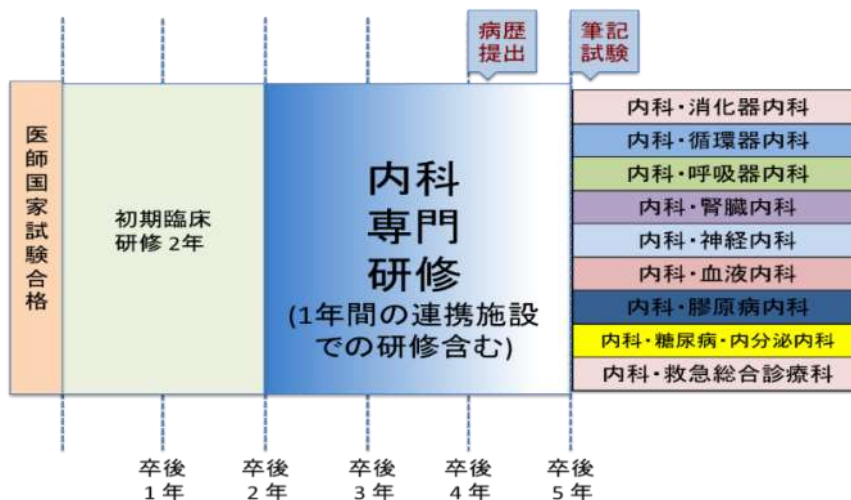 病歴
提出
筆記
試験
医師国家試験合格
初期臨床
研修 2年
内科
専門
研修
(1年間の連携施設
での研修含む)
内科・消化器内科
内科・循環器内科
内科・呼吸器内科
内科・腎臓内科
内科・神経内科
内科・血液内科
内科・膠原病内科
内科・糖尿病・内分泌内科
内科・救急総合診療科
卒後
1年
卒後
2年
卒後
3年
卒後
4年
卒後
5年